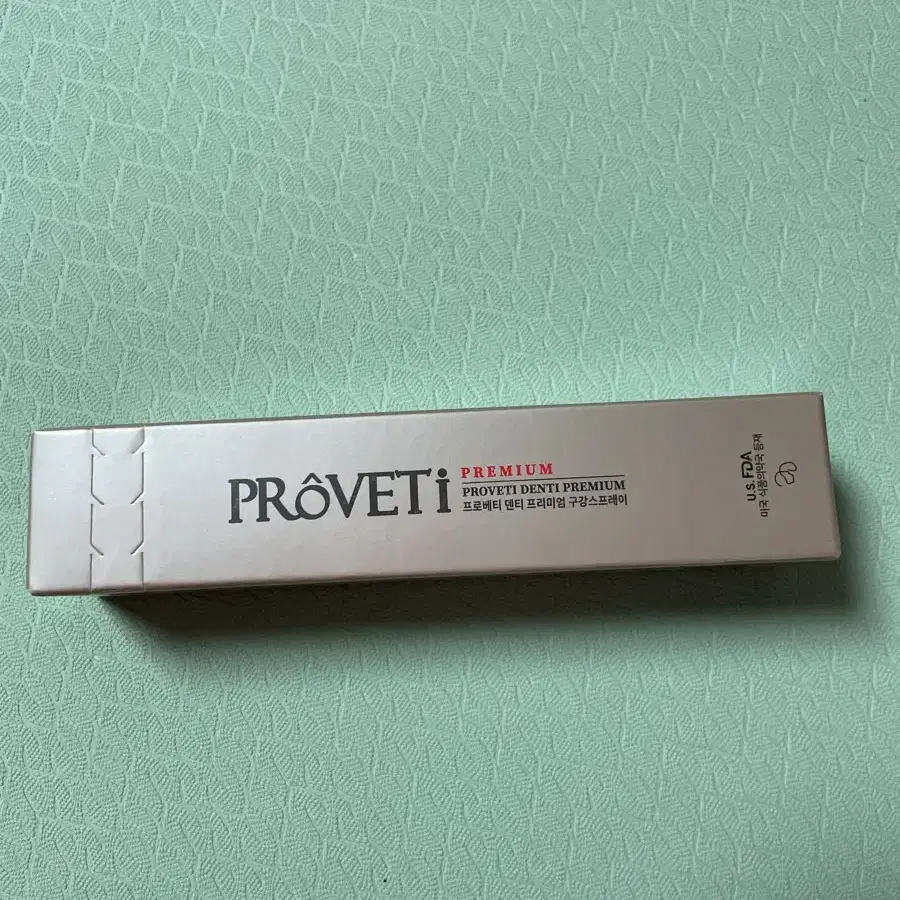 PRôVETi
PREMIUM
PROVETI DENTI PREMIUM
프로베티 덴티 프리미엄 구강스프레이
U.S. FDA
미국 식품의약국 등재